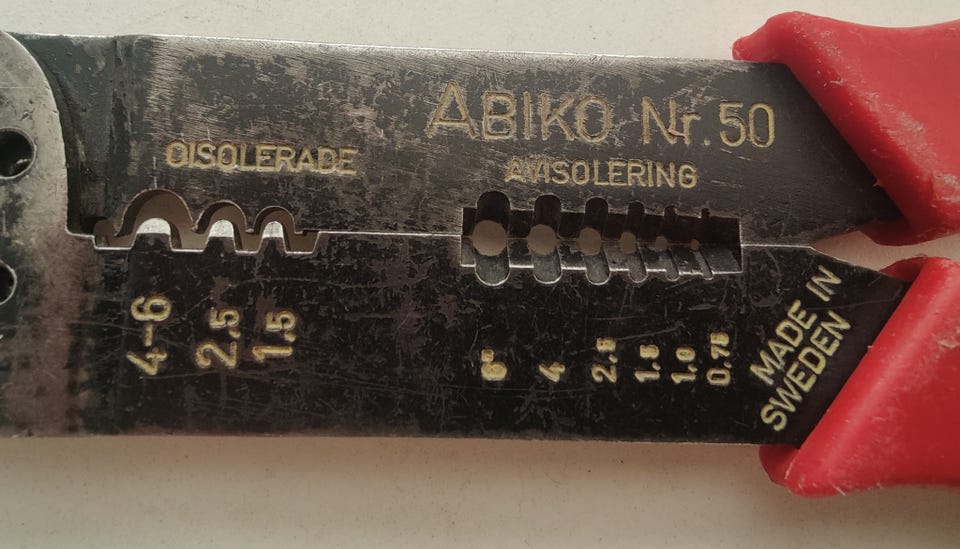 ABIKO Nr. 50
OISOLERADE
AVISOLERING
4-6
2.5
1.5
6°
4
2.5
1.5
1.0
0.75
MADE IN
SWEDEN